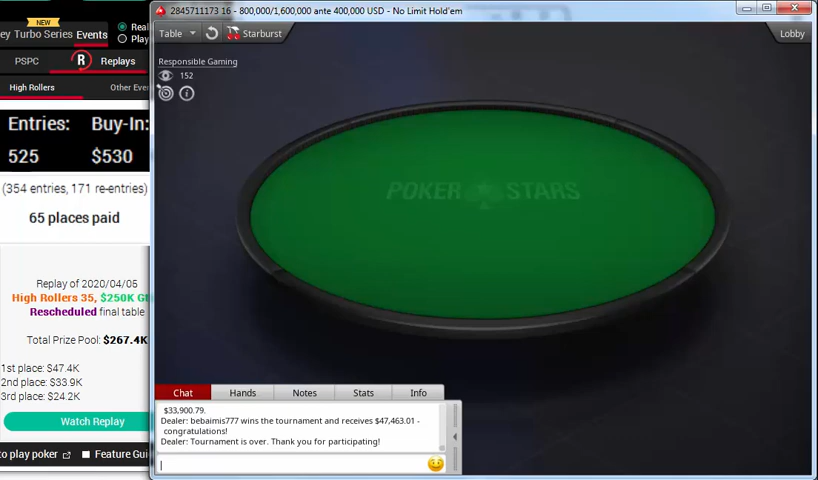 2845711173 16 - 800,000/1,600,000 ante 400,000 USD - No Limit Hold'em
NEW
ey Turbo Series Events
Real
Play
PSPC
R Replays
High Rollers Other Eve
Entries: Buy-In:
525 $530
(354 entries, 171 re-entries)
65 places paid
Replay of 2020/04/05
High Rollers 35, $250K Gt
Rescheduled final table
Total Prize Pool: $267.4K
1st place: $47.4K
2nd place: $33.9K
3rd place: $24.2K
Watch Replay
to play poker Feature Gui
Table Starburst Lobby
Responsible Gaming
152
POKER STARS
Chat Hands Notes Stats Info
$33,900.79.
Dealer: bebaimis777 wins the tournament and receives $47,463.01 -
congratulations!
Dealer: Tournament is over. Thank you for participating!